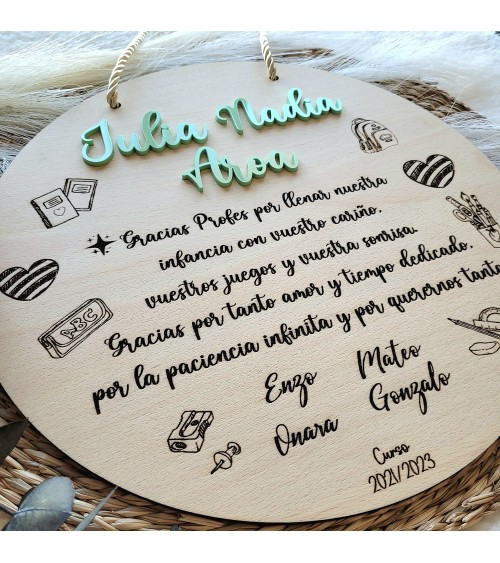 Julia Nadia
Aroa
Gracias Profes por llenar nuestra
infancia con vuestro cariño,
vuestros juegos y vuestra sonrisa.
Gracias por tanto amor y tiempo dedicado,
por la paciencia infinita y por querernos tanto
Enzo Mateo
Onara Gonzalo
Curso
2021/2023
ABC